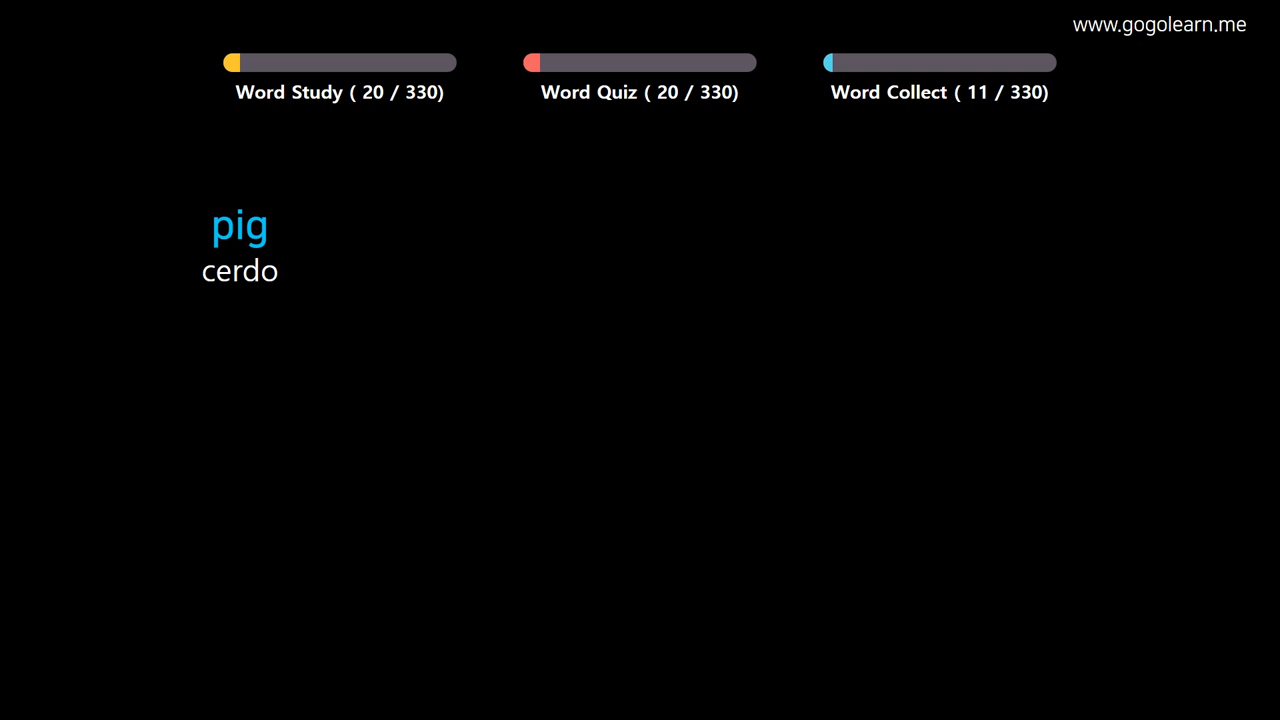 www.gogolearn.me
Word Study ( 20 / 330)
Word Quiz ( 20 / 330)
Word Collect ( 11 / 330)
pig
cerdo